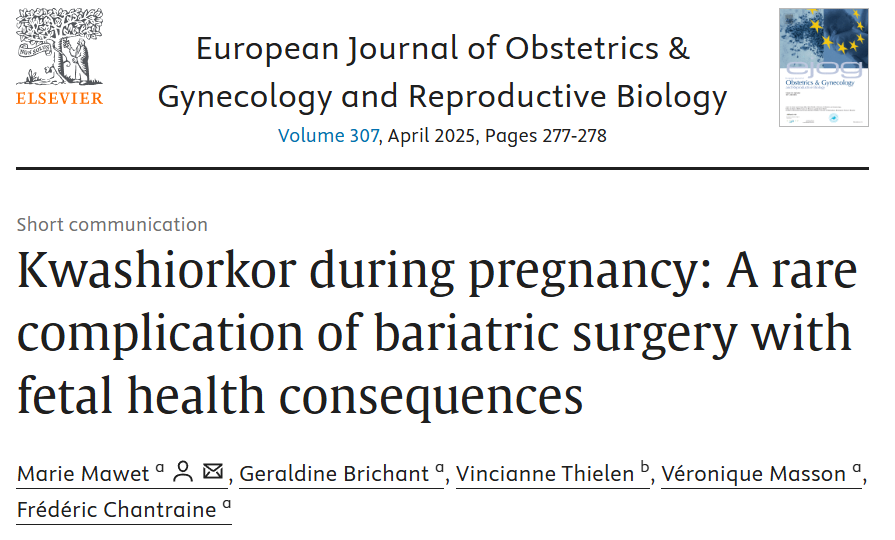 European Journal of Obstetrics &
Gynecology and Reproductive Biology
Volume 307, April 2025, Pages 277-278
ELSEVIER
ejog
Obstetrics & Gynecology
Short communication
Kwashiorkor during pregnancy: A rare
complication of bariatric surgery with
fetal health consequences
Marie Mawet a, Geraldine Brichant a, Vincianne Thielen b, Véronique Masson a,
Frédéric Chantraine a